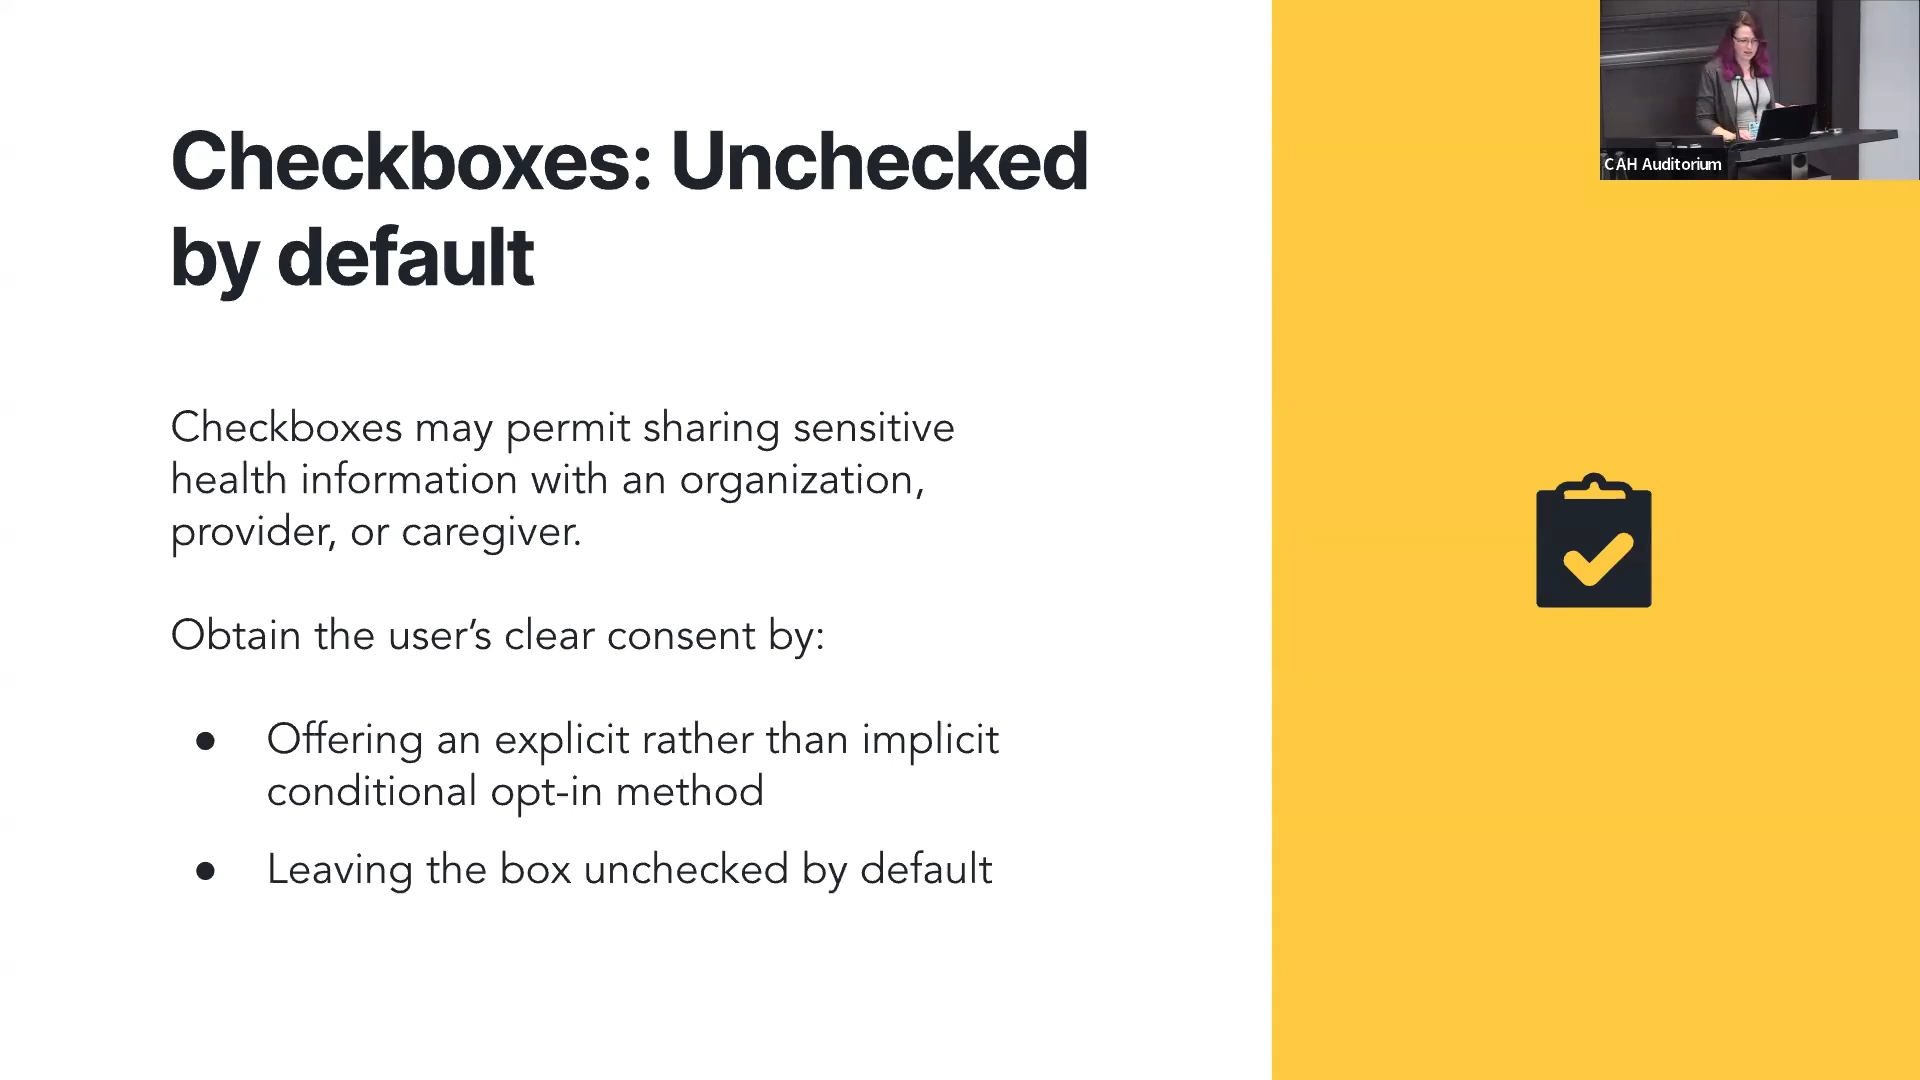 Checkboxes: Unchecked
by default
Checkboxes may permit sharing sensitive
health information with an organization,
provider, or caregiver.
Obtain the user’s clear consent by:
● Offering an explicit rather than implicit
conditional opt-in method
● Leaving the box unchecked by default
CAH Auditorium